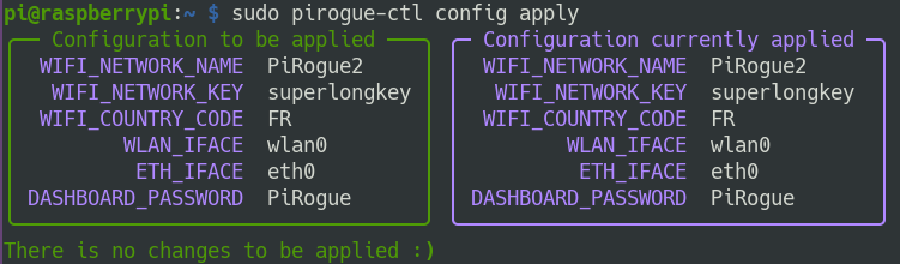 pi@raspberrypi:~ $ sudo pirogue-ctl config apply
Configuration to be applied
WIFI_NETWORK_NAME PiRogue2
WIFI_NETWORK_KEY superlongkey
WIFI_COUNTRY_CODE FR
WLAN_IFACE wlan0
ETH_IFACE eth0
DASHBOARD_PASSWORD PiRogue
Configuration currently applied
WIFI_NETWORK_NAME PiRogue2
WIFI_NETWORK_KEY superlongkey
WIFI_COUNTRY_CODE FR
WLAN_IFACE wlan0
ETH_IFACE eth0
DASHBOARD_PASSWORD PiRogue
There is no changes to be applied :)